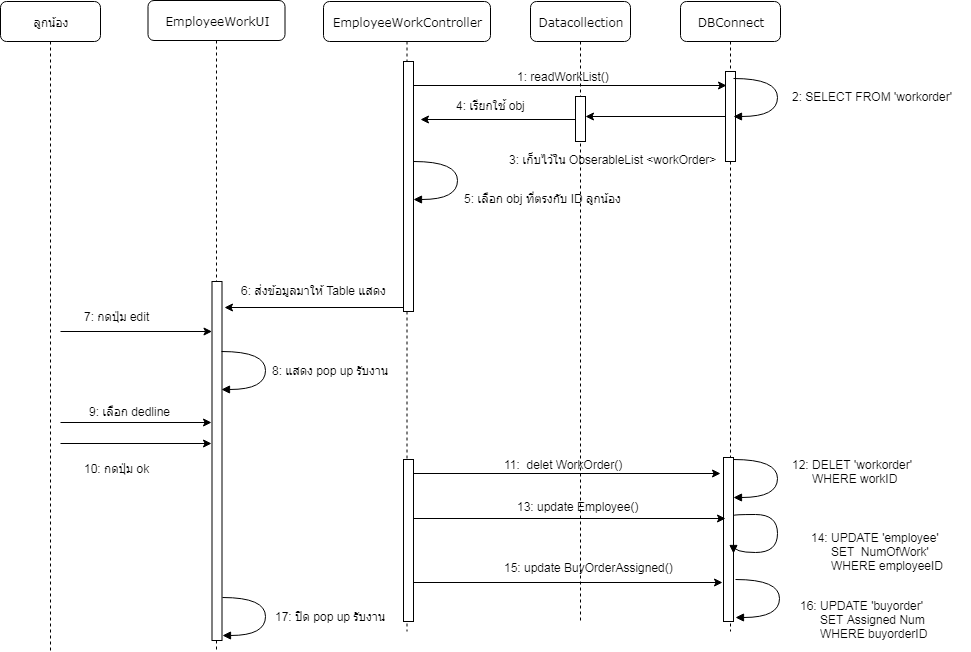 ลูกน้อง
EmployeeWorkUI
EmployeeWorkController
Datacollection
DBConnect
1: readWorkList()
2: SELECT FROM 'workorder'
4: เรียกใช้ obj
3: เก็บไว้ใน ObserableList <workOrder>
5: เลือก obj ที่ตรงกับ ID ลูกน้อง
6: ส่งข้อมูลมาให้ Table แสดง
7: กดปุ่ม edit
8: แสดง pop up รับงาน
9: เลือก dedline
10: กดปุ่ม ok
11: delet WorkOrder()
12: DELET 'workorder'
WHERE workID
13: update Employee()
14: UPDATE 'employee'
SET NumOfWork'
WHERE employeeID
15: update BuyOrderAssigned()
16: UPDATE 'buyorder'
SET Assigned Num
WHERE buyorderID
17: ปิด pop up รับงาน